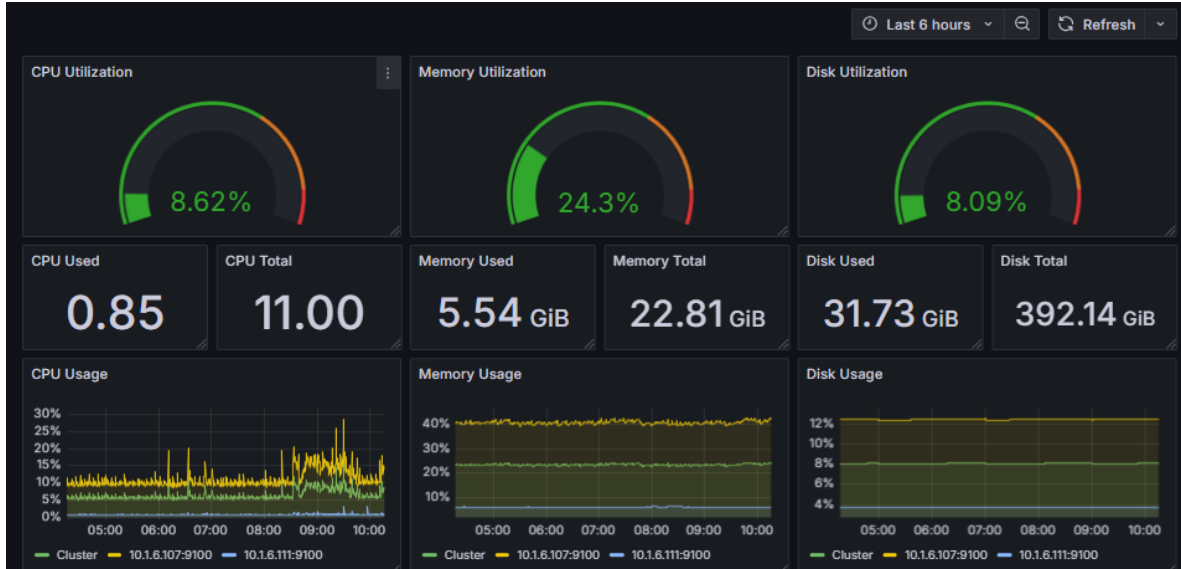 Last 6 hours
Refresh
CPU Utilization
8.62%
Memory Utilization
24.3%
Disk Utilization
8.09%
CPU Used
0.85
CPU Total
11.00
Memory Used
5.54 GiB
Memory Total
22.81 GiB
Disk Used
31.73 GiB
Disk Total
392.14 GiB
CPU Usage
30%
25%
20%
15%
10%
5%
0%
05:00 06:00 07:00 08:00 09:00 10:00
Cluster 10.1.6.107:9100 10.1.6.111:9100
Memory Usage
40%
30%
20%
10%
05:00 06:00 07:00 08:00 09:00 10:00
Cluster 10.1.6.107:9100 10.1.6.111:9100
Disk Usage
12%
10%
8%
6%
4%
05:00 06:00 07:00 08:00 09:00 10:00
Cluster 10.1.6.107:9100 10.1.6.111:9100